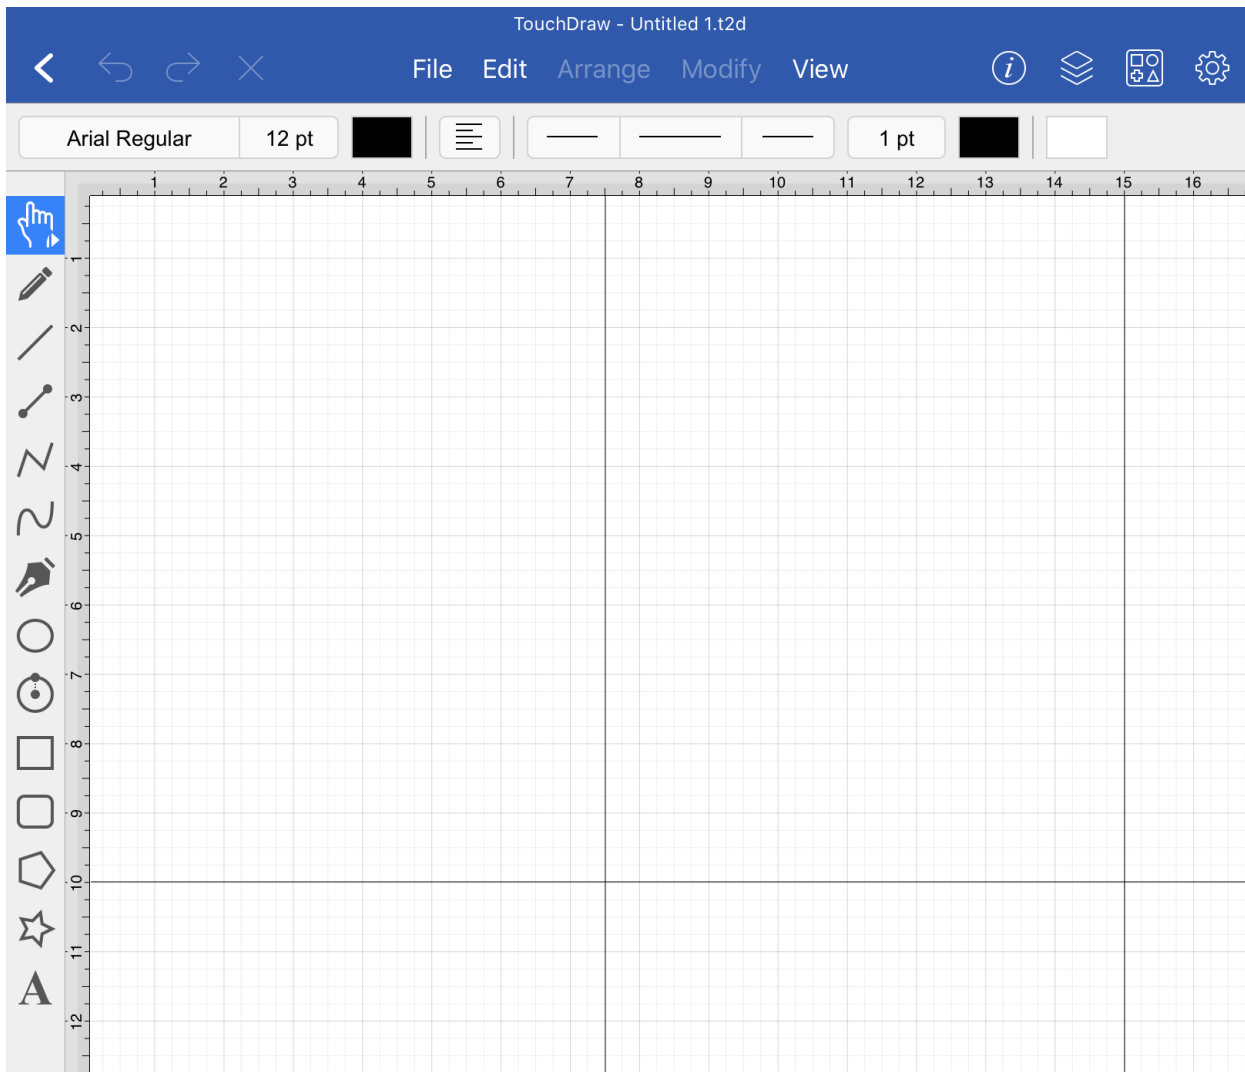 TouchDraw - Untitled 1.t2d
File Edit Arrange Modify View
Arial Regular 12 pt 1 pt
1 2 3 4 5 6 7 8 9 10 11 12 13 14 15 16
1
2
3
4
5
6
7
8
9
10
11
12
A